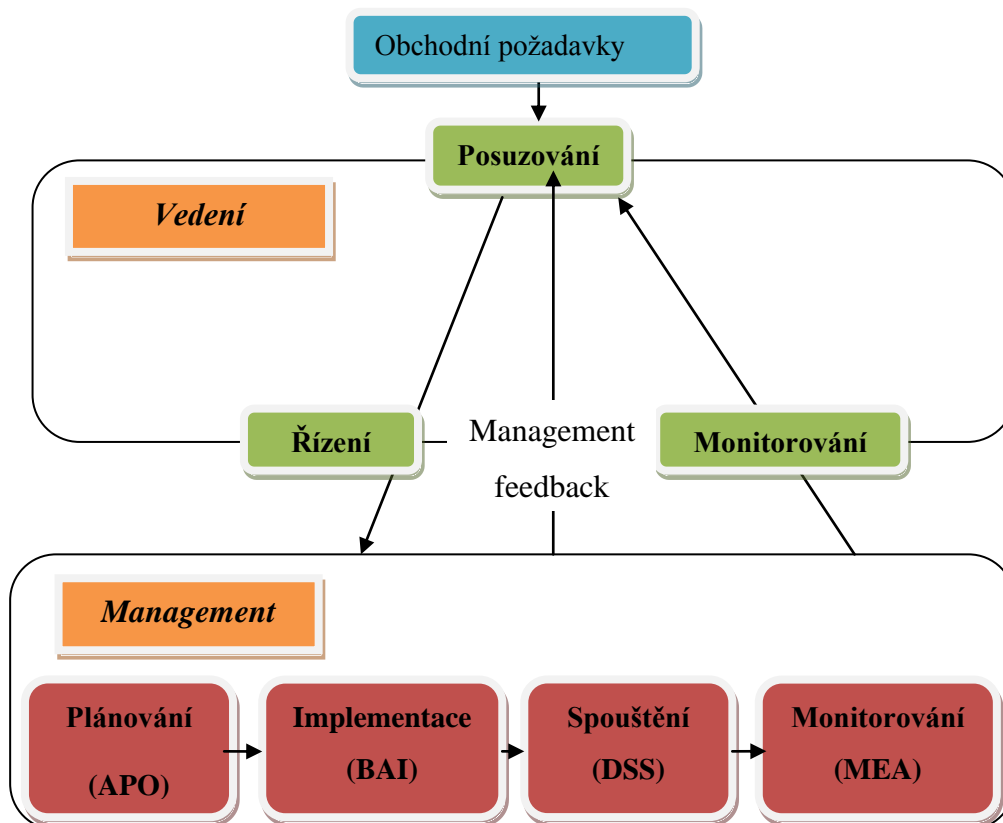 Obchodní požadavky
Posuzování
Vedení
Řízení
Management
feedback
Monitorování
Management
Plánování
(APO)
Implementace
(BAI)
Spouštění
(DSS)
Monitorování
(MEA)